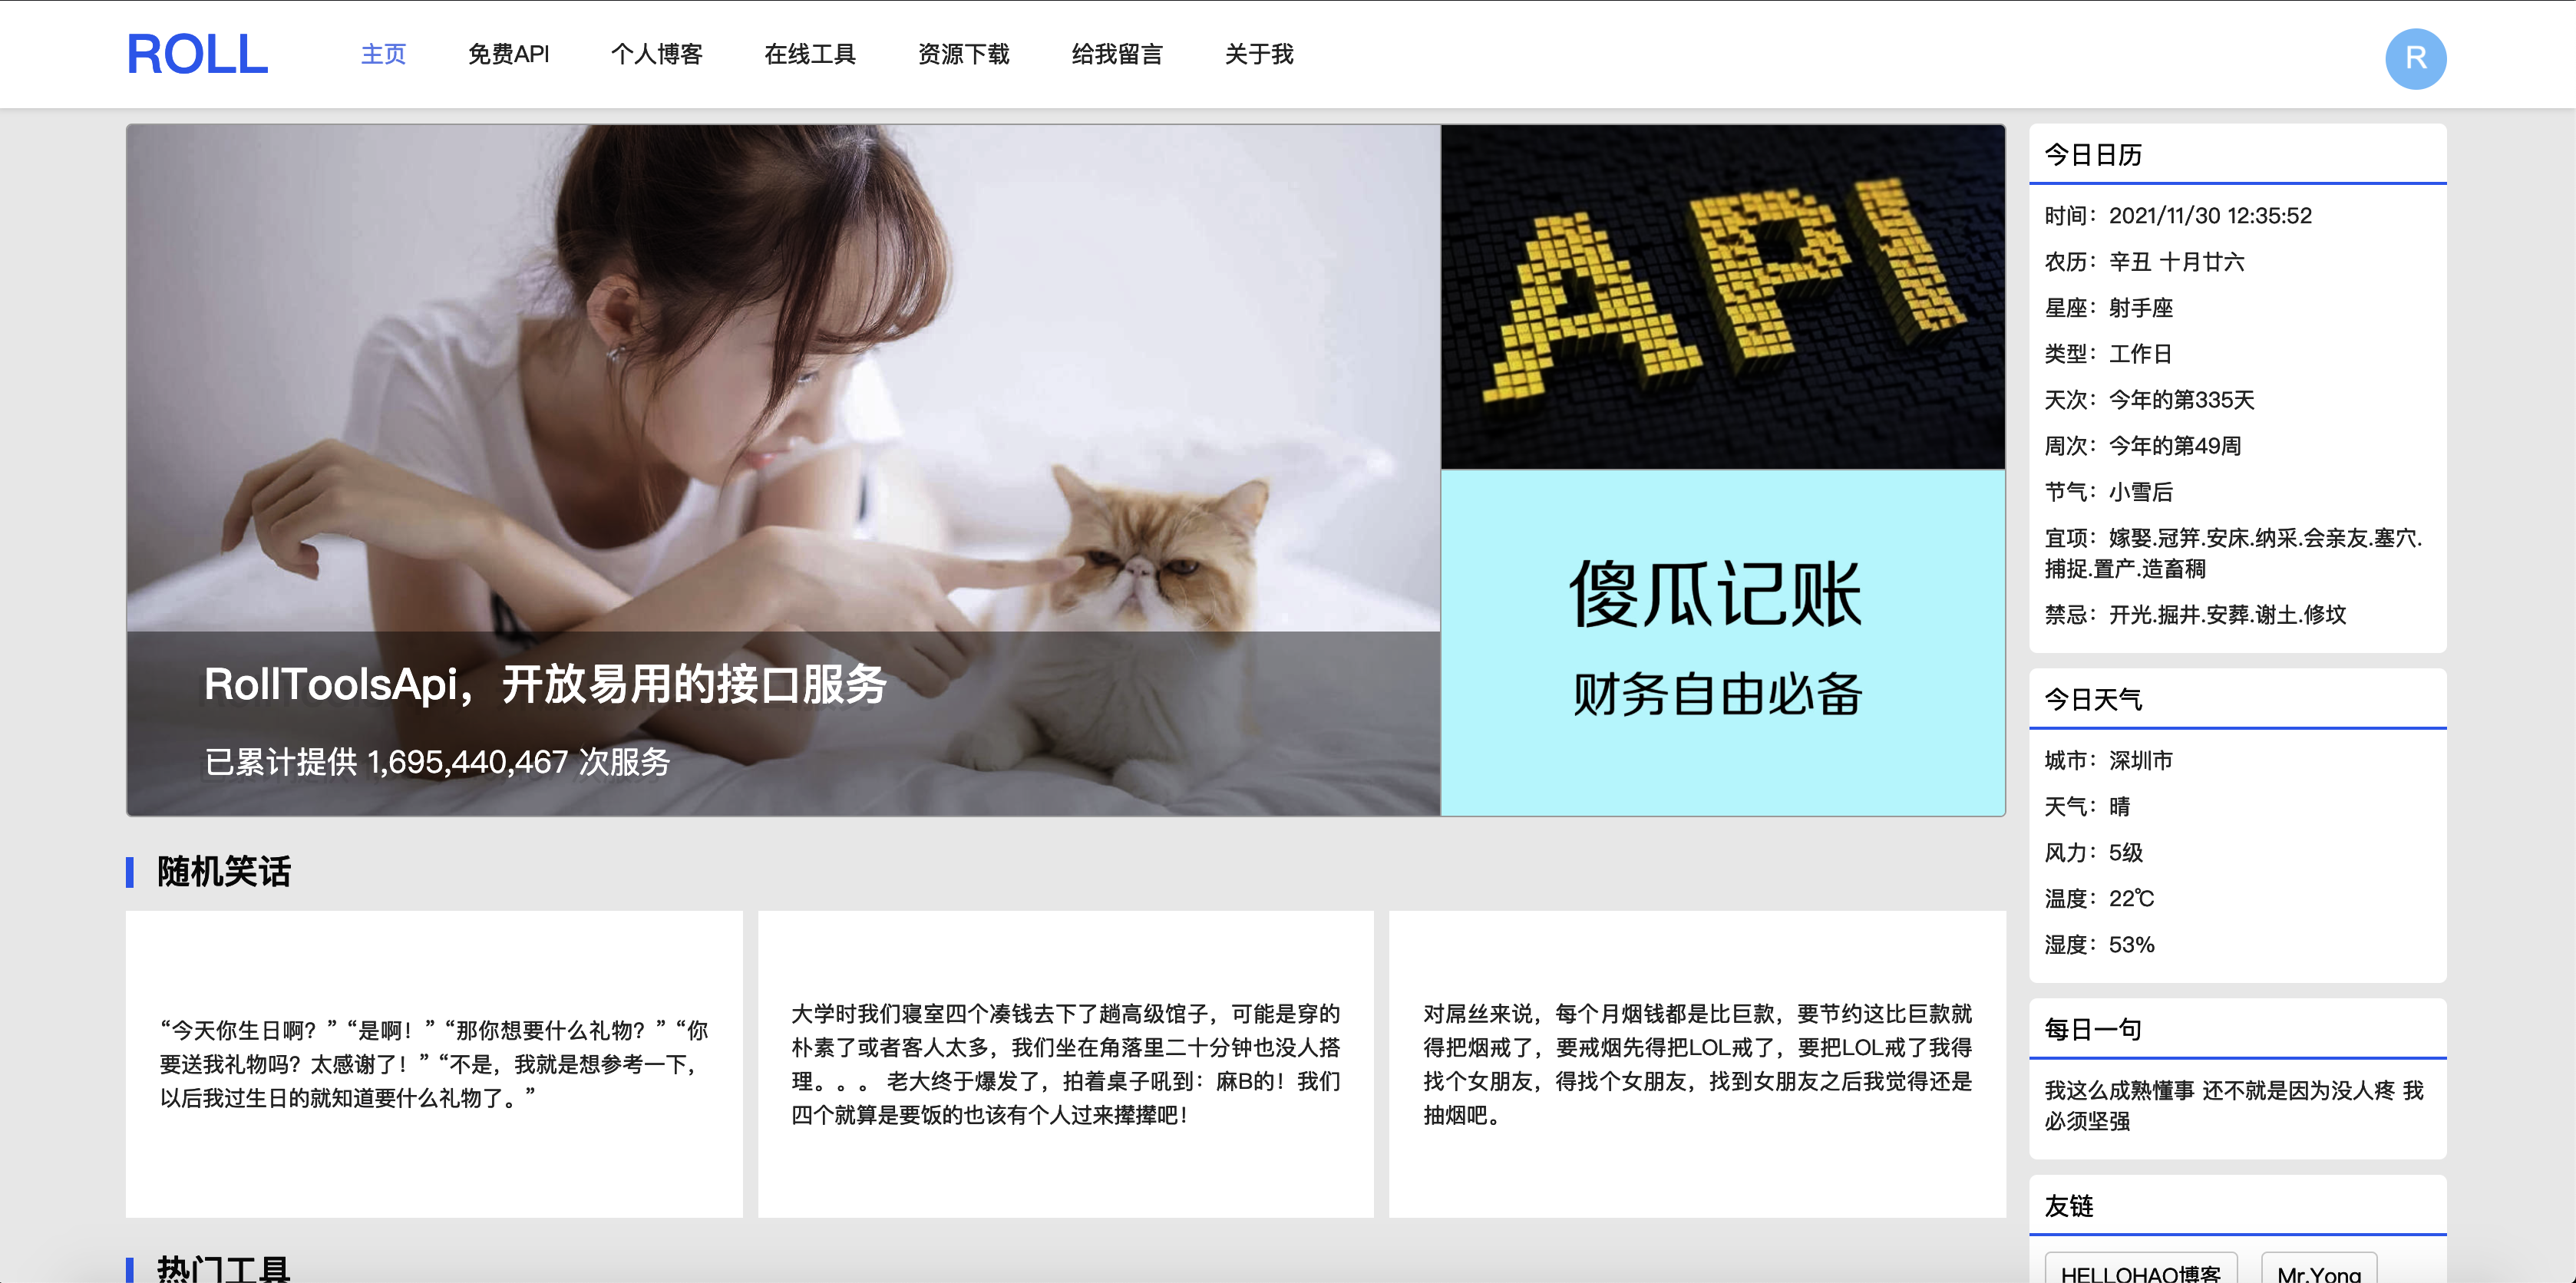 ROLL
主页
免费API
个人博客
在线工具
资源下载
给我留言
关于我
R
API
傻瓜记账
财务自由必备
RollToolsApi，开放易用的接口服务
已累计提供 1,695,440,467 次服务
随机笑话
“今天你生日啊？”“是啊！”“那你想要什么礼物？”“你
要送我礼物吗？太感谢了！”“不是，我就是想参考一下，
以后我过生日的就知道要什么礼物了。”
大学时我们寝室四个凑钱去下了趟高级馆子，可能是穿的
朴素了或者客人太多，我们坐在角落里二十分钟也没人搭
理。。。 老大终于爆发了，拍着桌子吼到：麻B的！我们
四个就算是要饭的也该有个人过来撵撵吧！
对屌丝来说，每个月烟钱都是比巨款，要节约这比巨款就
得把烟戒了，要戒烟先得把LOL戒了，要把LOL戒了我得
找个女朋友，得找个女朋友，找到女朋友之后我觉得还是
抽烟吧。
热门工具
今日日历
时间：2021/11/30 12:35:52
农历：辛丑 十月廿六
星座：射手座
类型：工作日
天次：今年的第335天
周次：今年的第49周
节气：小雪后
宜项：嫁娶.冠笄.安床.纳采.会亲友.塞穴.
捕捉.置产.造畜稠
禁忌：开光.掘井.安葬.谢土.修坟
今日天气
城市：深圳市
天气：晴
风力：5级
温度：22℃
湿度：53%
每日一句
我这么成熟懂事 还不就是因为没人疼 我
必须坚强
友链
HELLOHAO博客
Mr.Yong